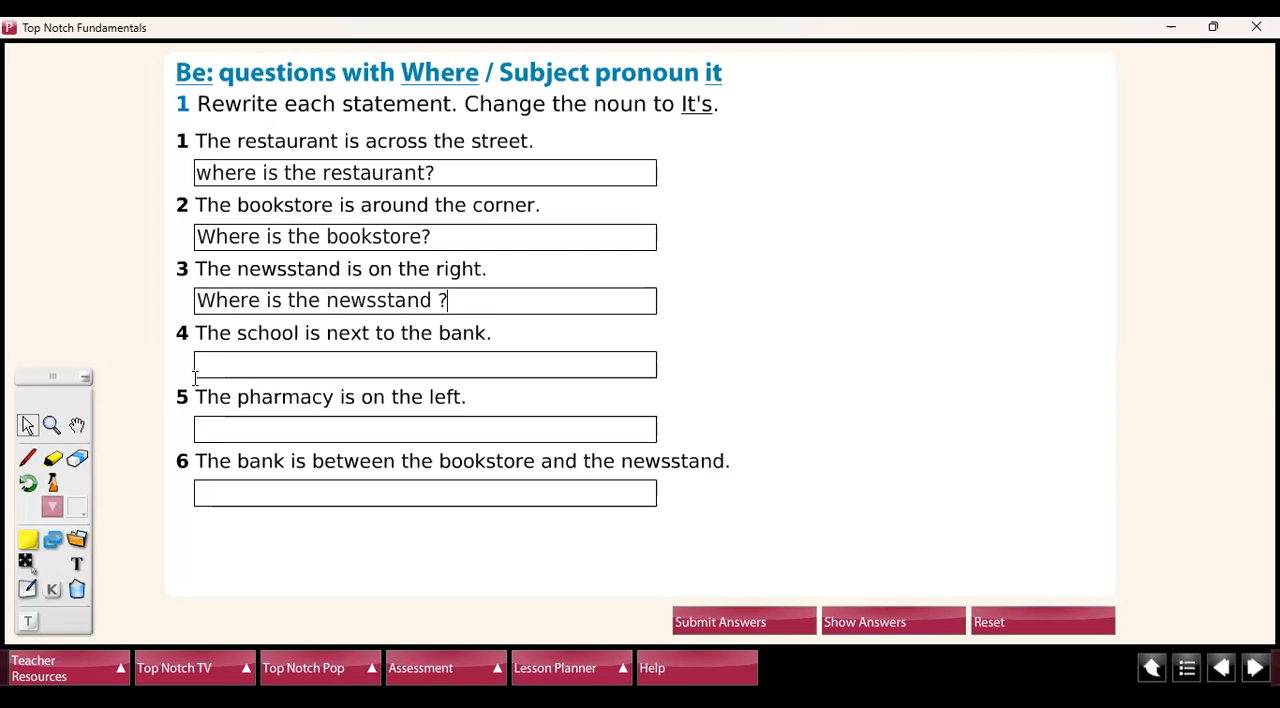 Top Notch Fundamentals
Be: questions with Where / Subject pronoun it
1 Rewrite each statement. Change the noun to It's.
1 The restaurant is across the street.
where is the restaurant?
2 The bookstore is around the corner.
Where is the bookstore?
3 The newsstand is on the right.
Where is the newsstand ?
4 The school is next to the bank.
5 The pharmacy is on the left.
6 The bank is between the bookstore and the newsstand.
T
K
T
Submit Answers Show Answers Reset
Teacher Resources Top Notch TV Top Notch Pop Assessment Lesson Planner Help